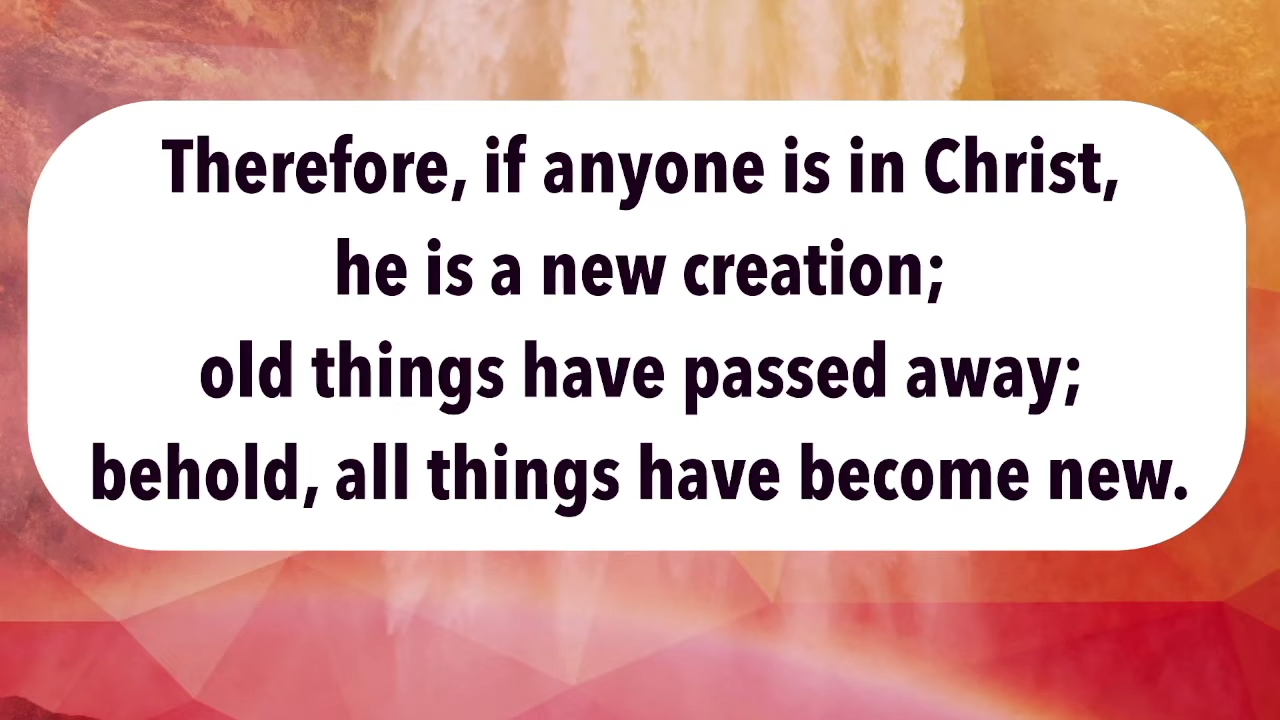 Therefore, if anyone is in Christ,
he is a new creation;
old things have passed away;
behold, all things have become new.